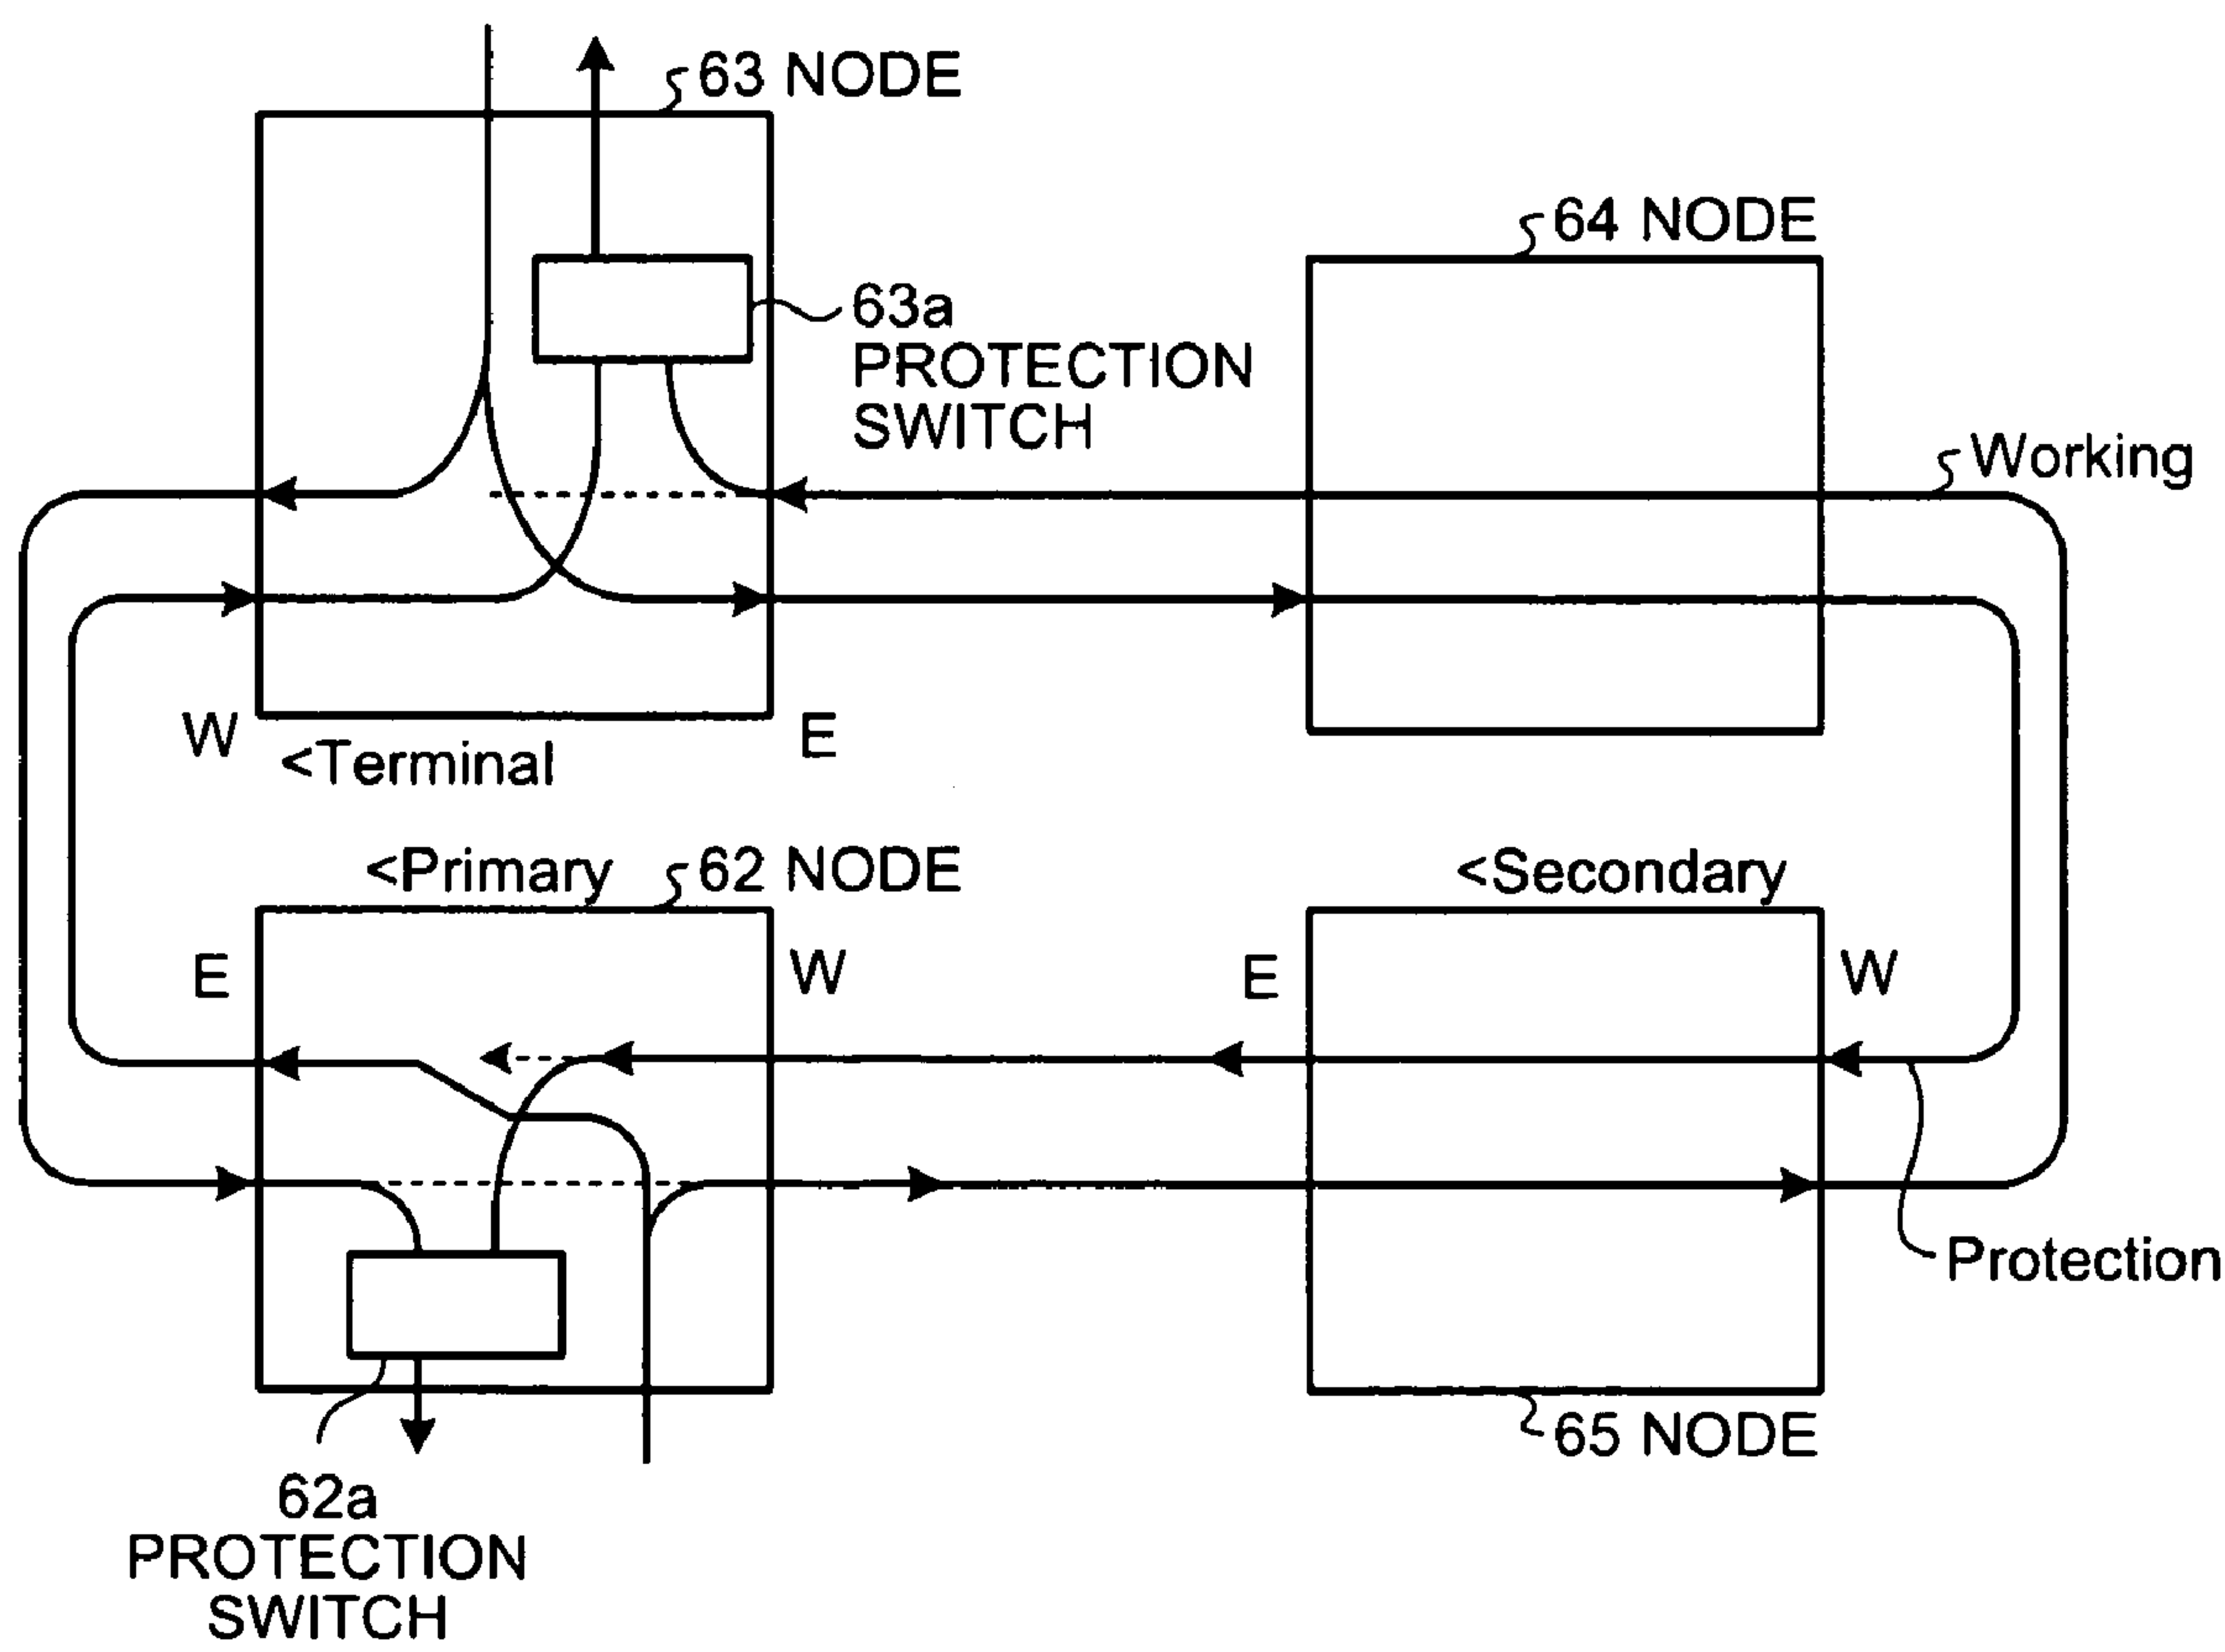 63 NODE
64 NODE
63a
PROTECTION
SWITCH
Working
W
E
<Terminal
<Primary
62 NODE
<Secondary
E
W
E
W
Protection
65 NODE
62a
PROTECTION
SWITCH